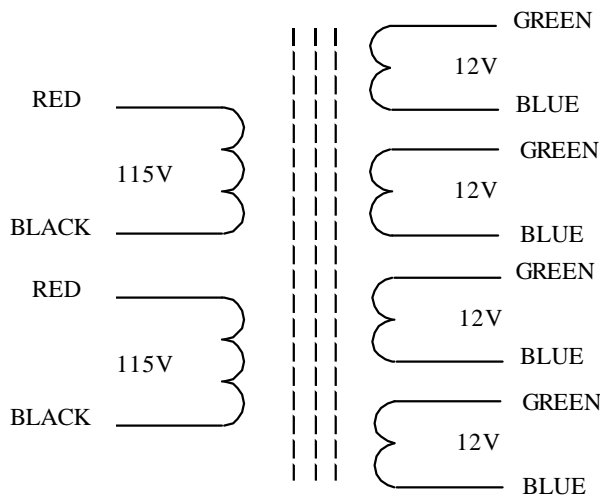 RED
115V
BLACK
RED
115V
BLACK
GREEN
12V
BLUE
GREEN
12V
BLUE
GREEN
12V
BLUE
GREEN
12V
BLUE